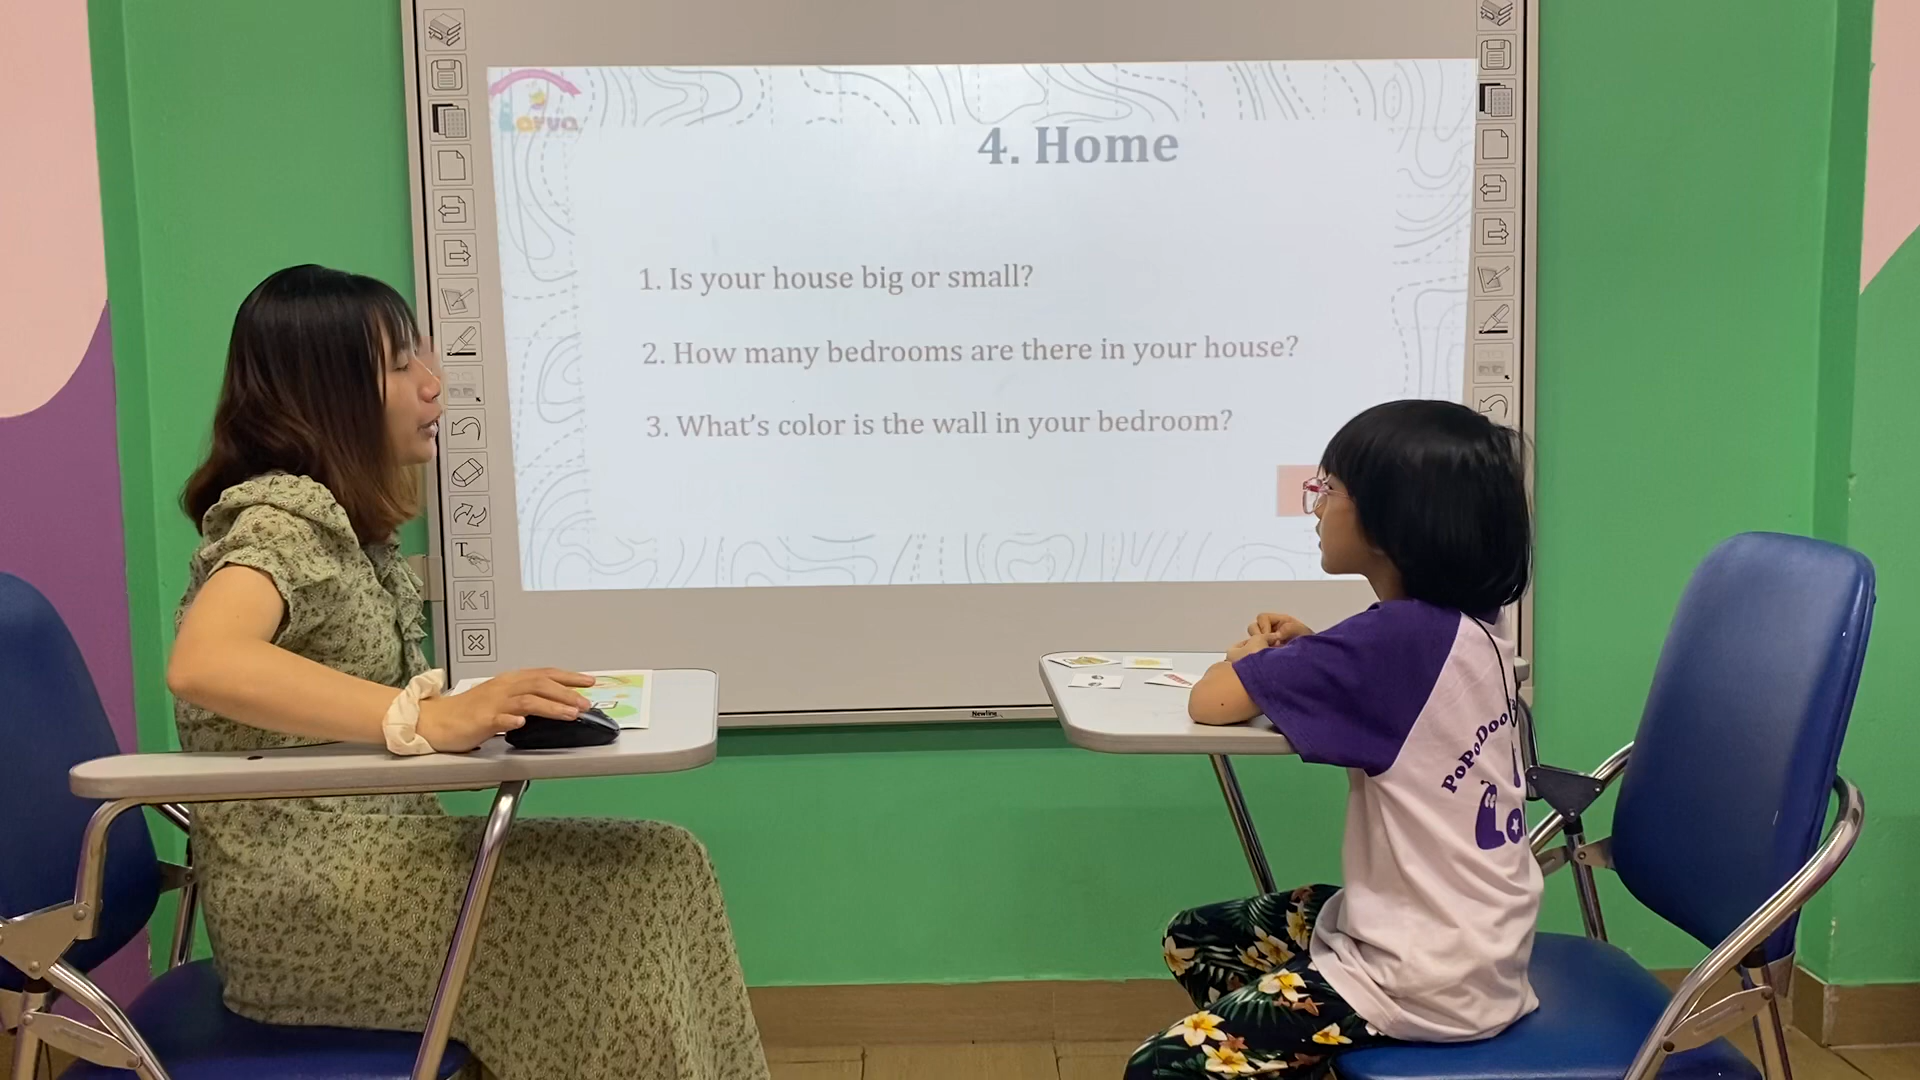 Larva
4. Home
1. Is your house big or small?
2. How many bedrooms are there in your house?
3. What's color is the wall in your bedroom?
T
K1
Newline
PoPoDoo